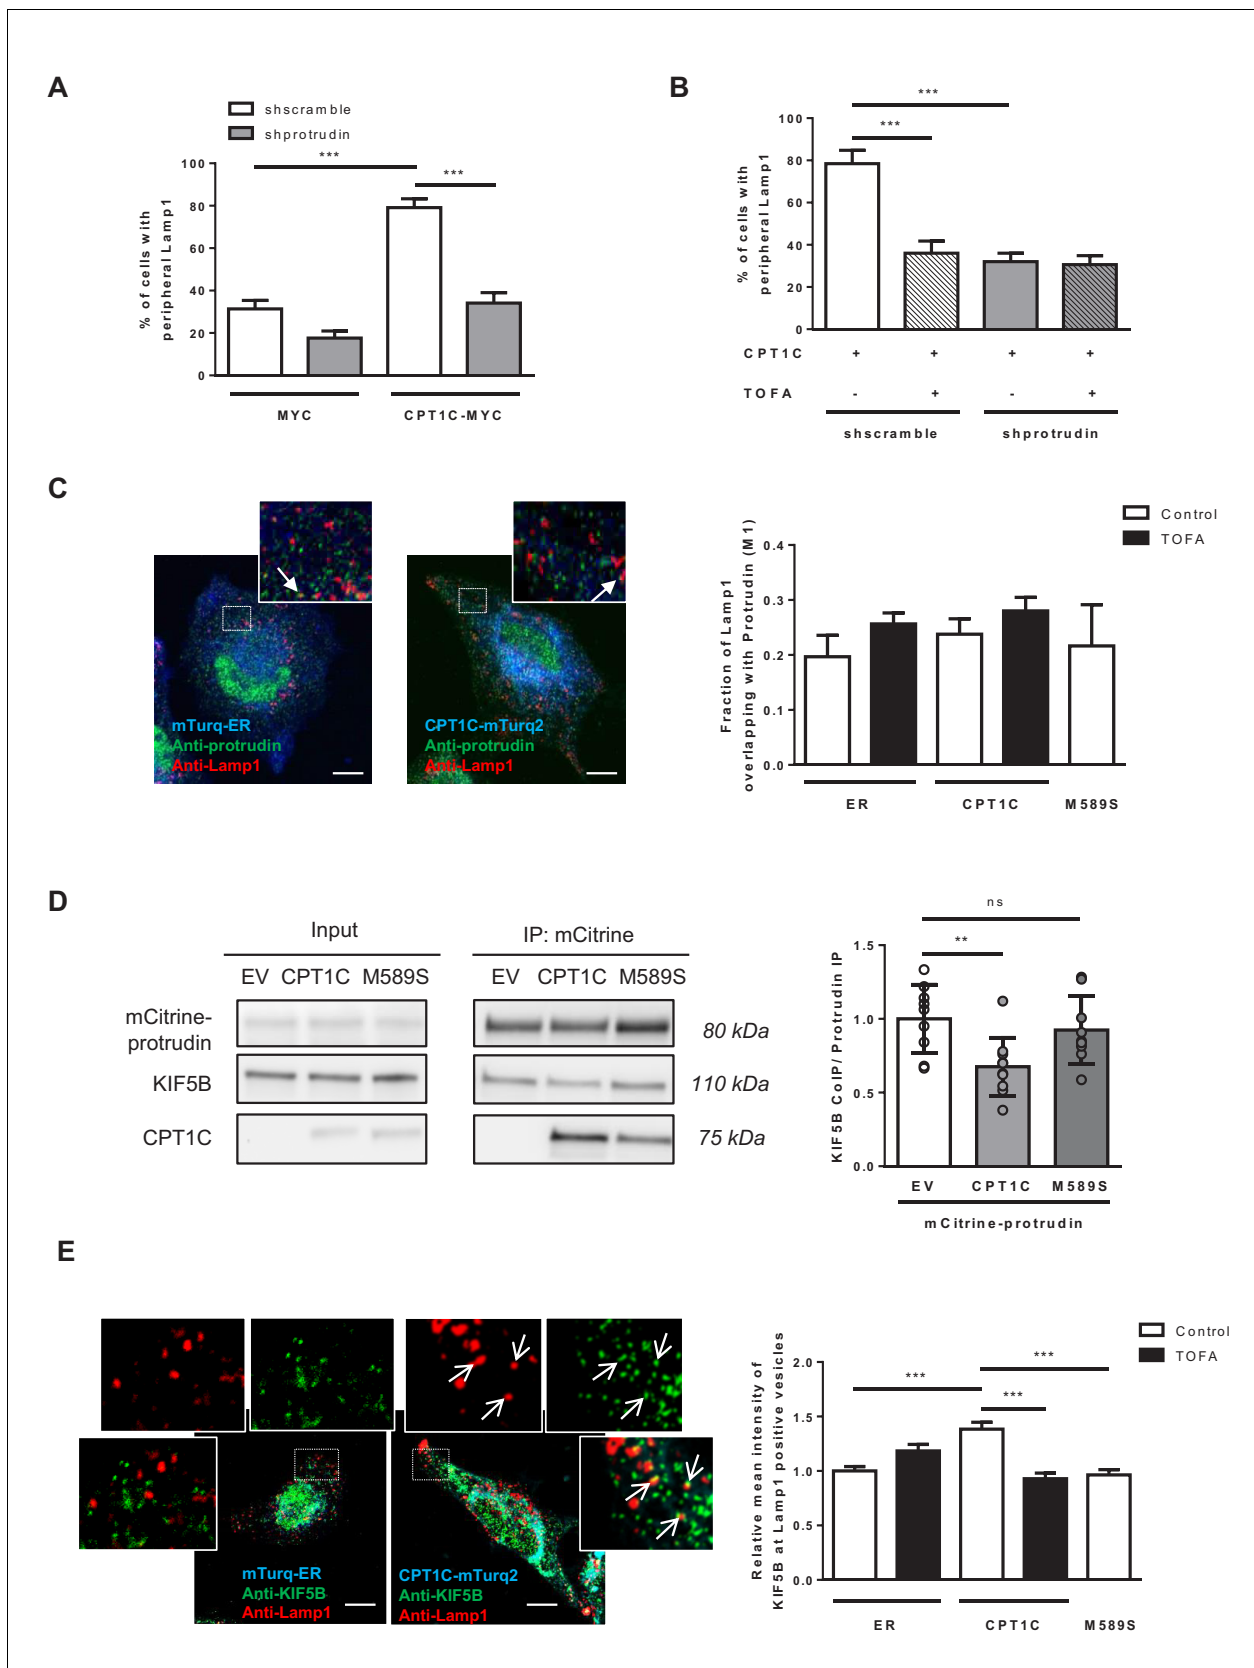 A
shscramble
shprotrudin
***
***
% of cells with
peripheral Lamp1
100
80
60
40
20
0
MYC
CPT1C-MYC
B
***
***
% of cells with
peripheral Lamp1
100
80
60
40
20
0
CPT1C + + + +
TOFA - + - +
shscramble
shprotrudin
C
mTurq-ER
Anti-protrudin
Anti-Lamp1
CPT1C-mTurq2
Anti-protrudin
Anti-Lamp1
Control
TOFA
Fraction of Lamp1
overlapping with Protrudin (M1)
0.4
0.3
0.2
0.1
0.0
ER
CPT1C
M589S
D
Input
IP: mCitrine
EV CPT1C M589S
EV CPT1C M589S
mCitrine-
protrudin
80 kDa
KIF5B
110 kDa
CPT1C
75 kDa
ns
**
KIF5B CoIP/ Protrudin IP
1.5
1.0
0.5
0.0
EV
CPT1C
M589S
mCitrine-protrudin
E
mTurq-ER
Anti-KIF5B
Anti-Lamp1
CPT1C-mTurq2
Anti-KIF5B
Anti-Lamp1
Control
TOFA
***
***
***
Relative mean intensity of
KIF5B at Lamp1 positive vesicles
2.0
1.5
1.0
0.5
0.0
ER
CPT1C
M589S